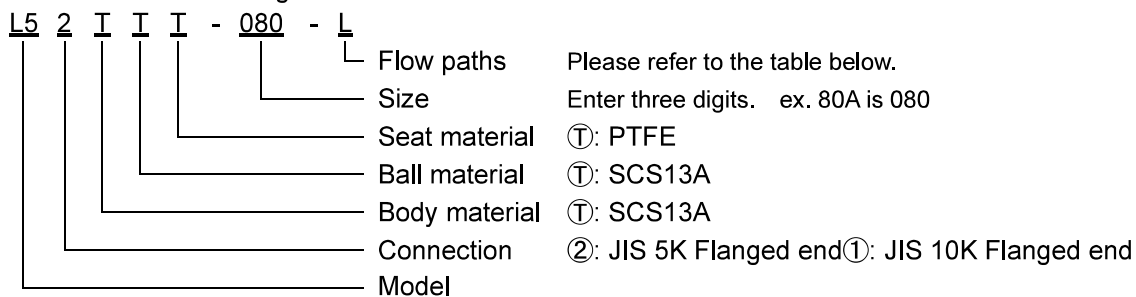 L5 2 T T T - 080 - L
Flow paths Please refer to the table below.
Size Enter three digits. ex. 80A is 080
Seat material Ⓣ: PTFE
Ball material Ⓣ: SCS13A
Body material Ⓣ: SCS13A
Connection ②: JIS 5K Flanged end①: JIS 10K Flanged end
Model